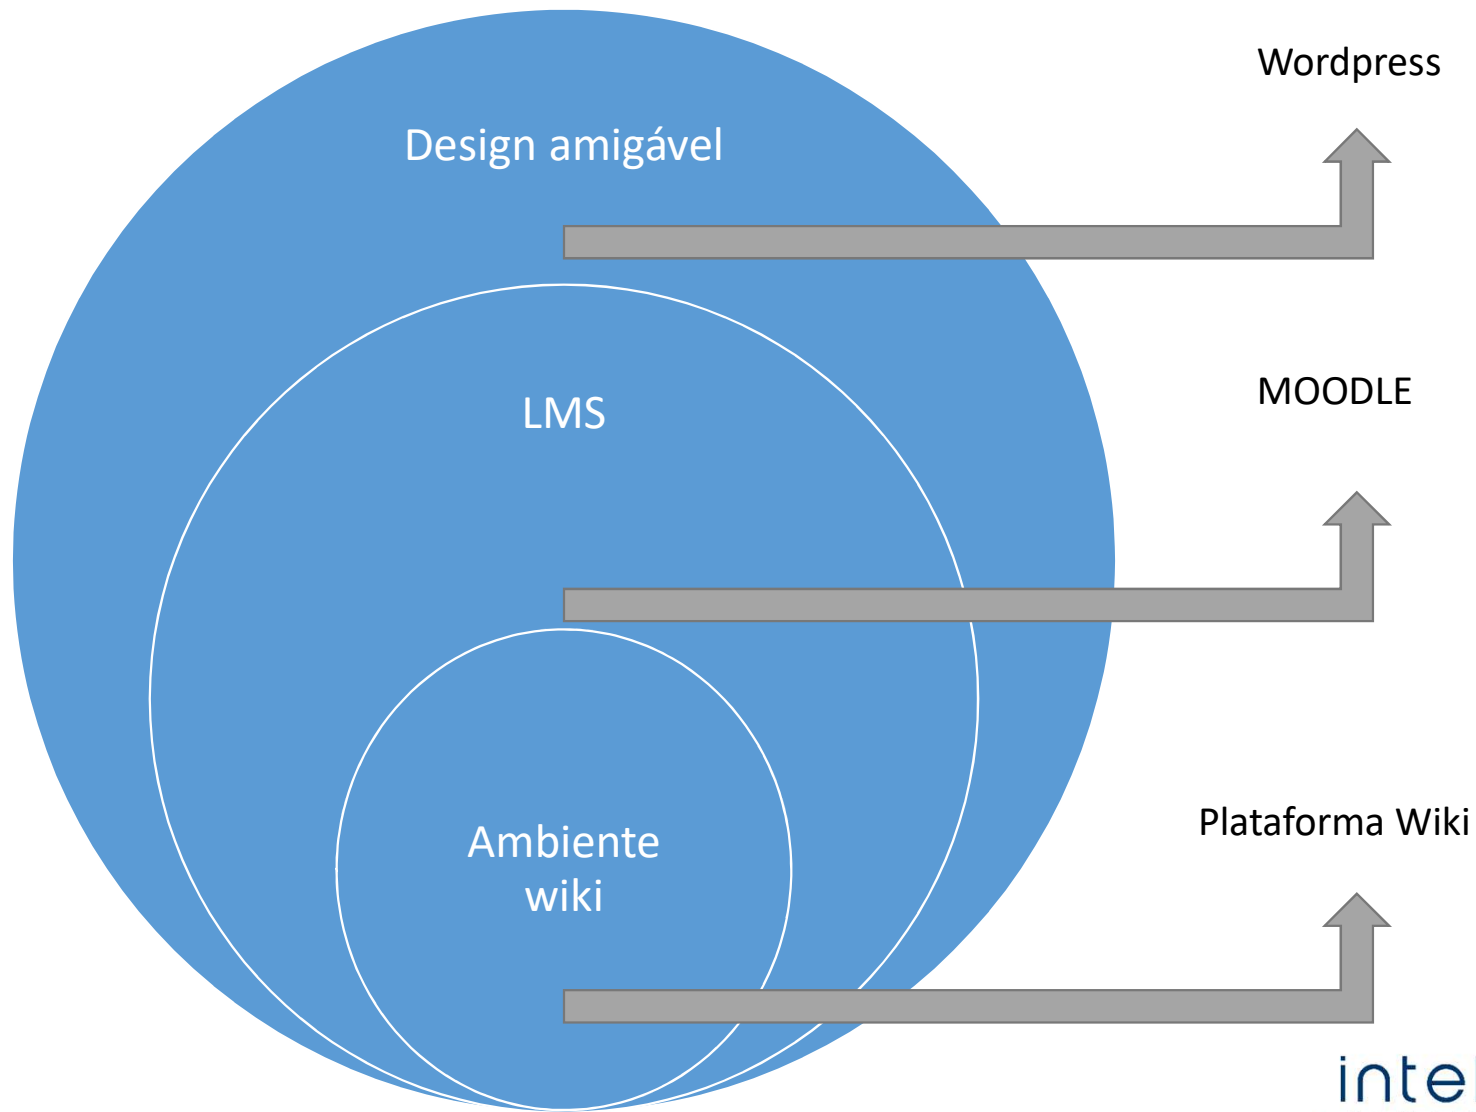 Wordpress
Design amigável
MOODLE
LMS
Plataforma Wiki
Ambiente
wiki
inte